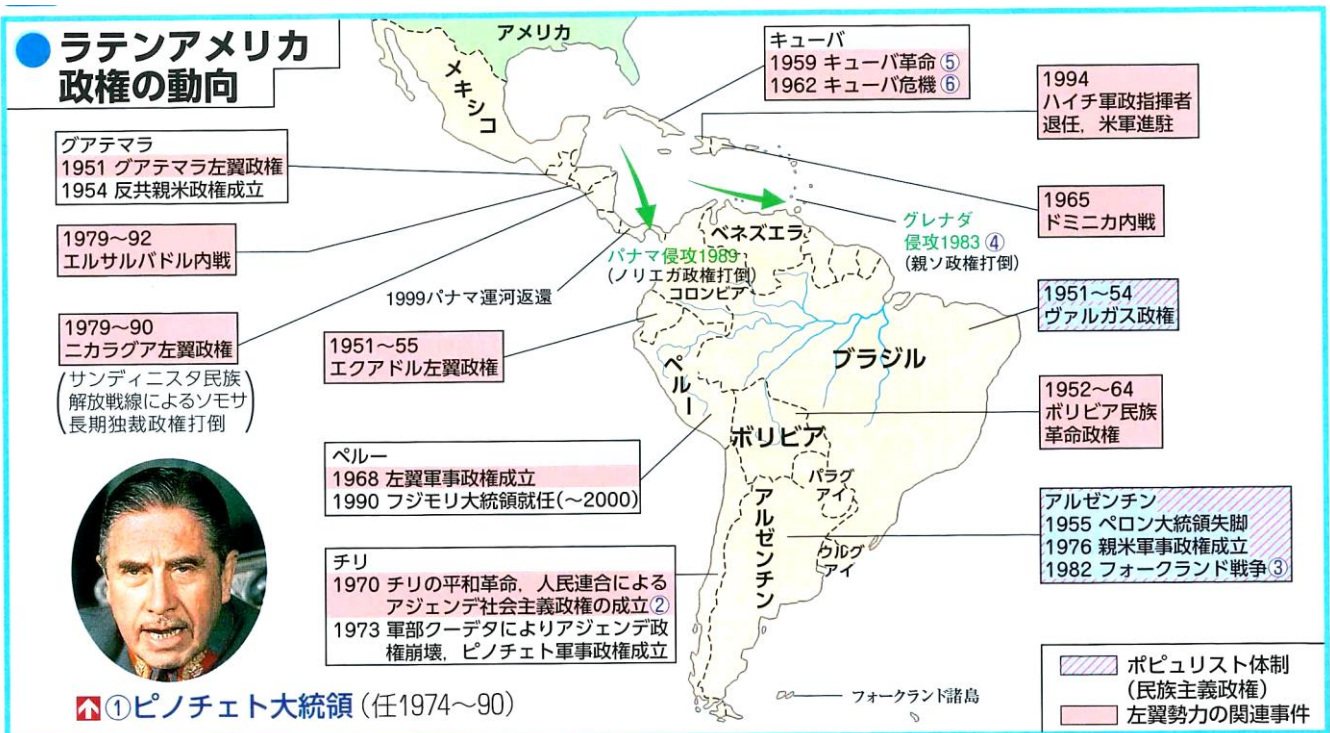 ラテンアメリカ
政権の動向
アメリカ
メキシコ
キューバ
1959 キューバ革命⑤
1962 キューバ危機⑥
1994
ハイチ軍政指揮者
退任，米軍進駐
グアテマラ
1951 グアテマラ左翼政権
1954 反共親米政権成立
1965
ドミニカ内戦
1979～92
エルサルバドル内戦
グレナダ
侵攻1983④
(親ソ政権打倒)
ベネズエラ
パナマ侵攻1989
(ノリエガ政権打倒)
コロンビア
1999パナマ運河返還
1951～54
ヴァルガス政権
1979～90
ニカラグア左翼政権
(サンディニスタ民族
解放戦線によるソモサ
長期独裁政権打倒)
1951～55
エクアドル左翼政権
ペルー
ブラジル
1952～64
ボリビア民族
革命政権
ボリビア
ペルー
1968 左翼軍事政権成立
1990 フジモリ大統領就任(～2000)
パラグ
アイ
アルゼンチン
アルゼンチン
1955 ペロン大統領失脚
1976 親米軍事政権成立
1982 フォークランド戦争③
ウルグ
アイ
チリ
1970 チリの平和革命，人民連合による
アジェンデ社会主義政権の成立②
1973 軍部クーデタによりアジェンデ政
権崩壊，ピノチェト軍事政権成立
フォークランド諸島
ポピュリスト体制
(民族主義政権)
左翼勢力の関連事件
①ピノチェト大統領(任1974～90)